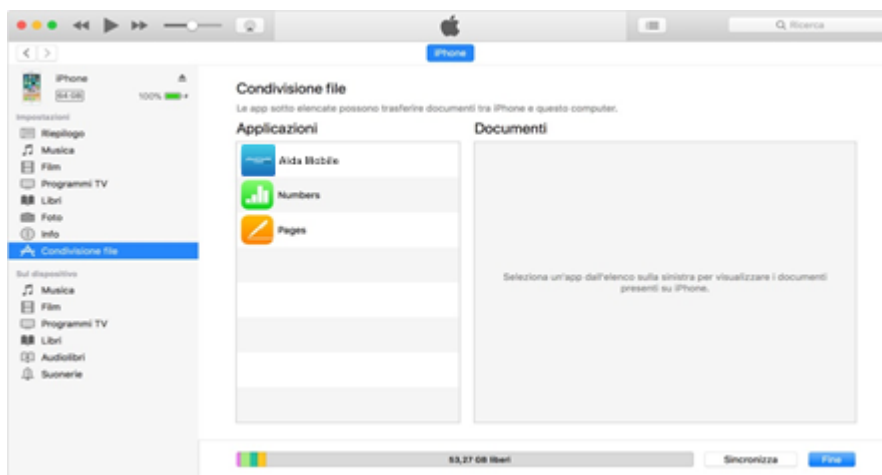 Ricerca
iPhone
iPhone
64 GB
100%
Impostazioni
Riepilogo
Musica
Film
Programmi TV
Libri
Foto
Info
Condivisione file
Sul dispositivo
Musica
Film
Programmi TV
Libri
Audiolibri
Suonerie
Condivisione file
Le app sotto elencate possono trasferire documenti tra iPhone e questo computer.
Applicazioni
Aida Mobile
Numbers
Pages
Documenti
Seleziona un'app dall'elenco sulla sinistra per visualizzare i documenti
presenti su iPhone.
53,27 GB liberi
Sincronizza
Fine